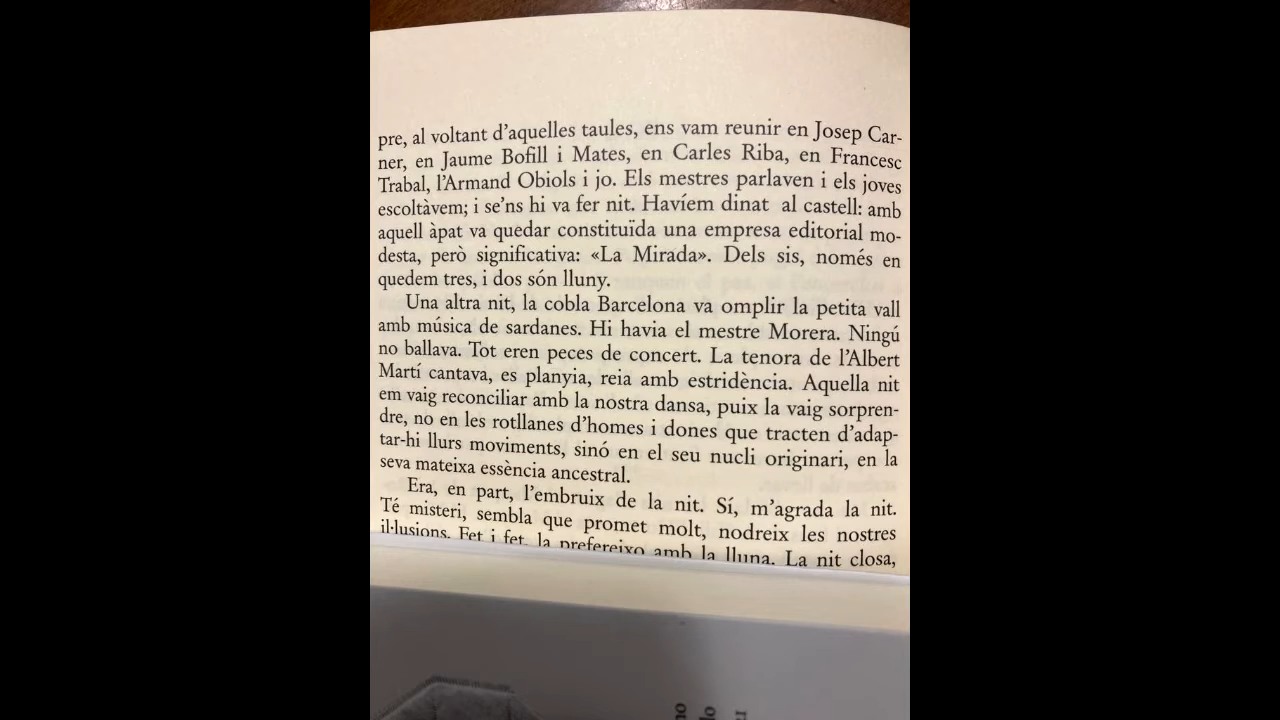 pre, al voltant d'aquelles taules, ens vam reunir en Josep Car-
ner, en Jaume Bofill i Mates, en Carles Riba, en Francesc
Trabal, l'Armand Obiols i jo. Els mestres parlaven i els joves
escoltàvem; i se'ns hi va fer nit. Havíem dinat al castell: amb
aquell àpat va quedar constituïda una empresa editorial mo-
desta, però significativa: «La Mirada». Dels sis, només en
quedem tres, i dos són lluny.
Una altra nit, la cobla Barcelona va omplir la petita vall
amb música de sardanes. Hi havia el mestre Morera. Ningú
no ballava. Tot eren peces de concert. La tenora de l'Albert
Martí cantava, es planyia, reia amb estridència. Aquella nit
em vaig reconciliar amb la nostra dansa, puix la vaig sorpren-
dre, no en les rotllanes d'homes i dones que tracten d'adap-
tar-hi llurs moviments, sinó en el seu nucli originari, en la
seva mateixa essència ancestral.
Era, en part, l'embruix de la nit. Sí, m'agrada la nit.
Té misteri, sembla que promet molt, nodreix les nostres
il·lusions. Fet i fet, la prefereixo amb la lluna. La nit closa,